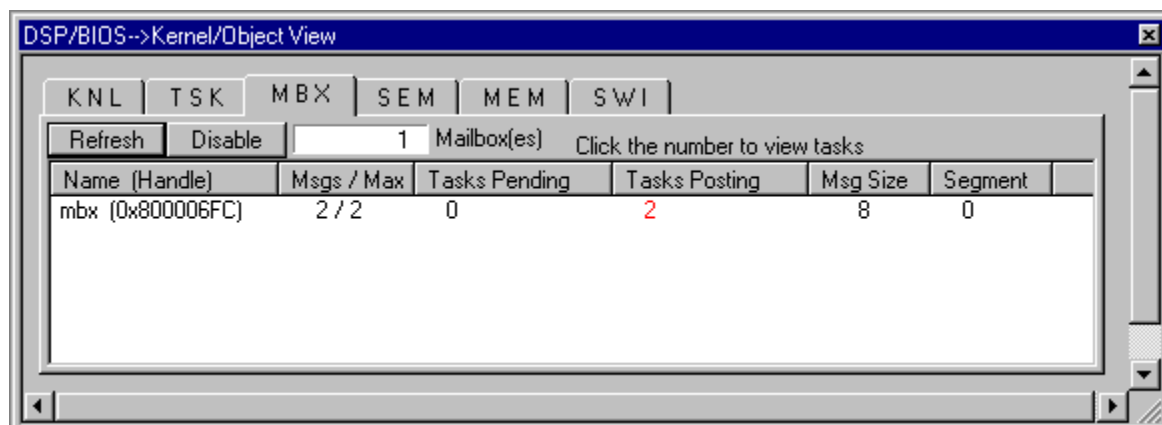 DSP/BIOS-->Kernel/Object View
KNL TSK MBX SEM MEM SWI
Refresh Disable 1 Mailbox(es) Click the number to view tasks
Name (Handle) Msgs / Max Tasks Pending Tasks Posting Msg Size Segment
mbx (0x800006FC) 2 / 2 0 2 8 0